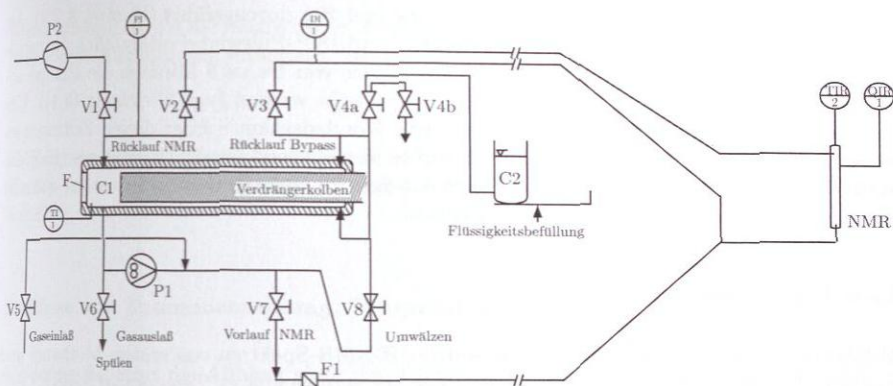 P2
PI 1
DI 1
V1
V2
V3
V4a
V4b
TIR 2
QIR 1
Rücklauf NMR
Rücklauf Bypass
F
C1
Verdrängerkolben
C2
TI 1
NMR
Flüssigkeitsbefüllung
P1
V5
V6
V7
V8
Gaseinlaß
Gasauslaß
Vorlauf
NMR
Umwälzen
Spülen
F1